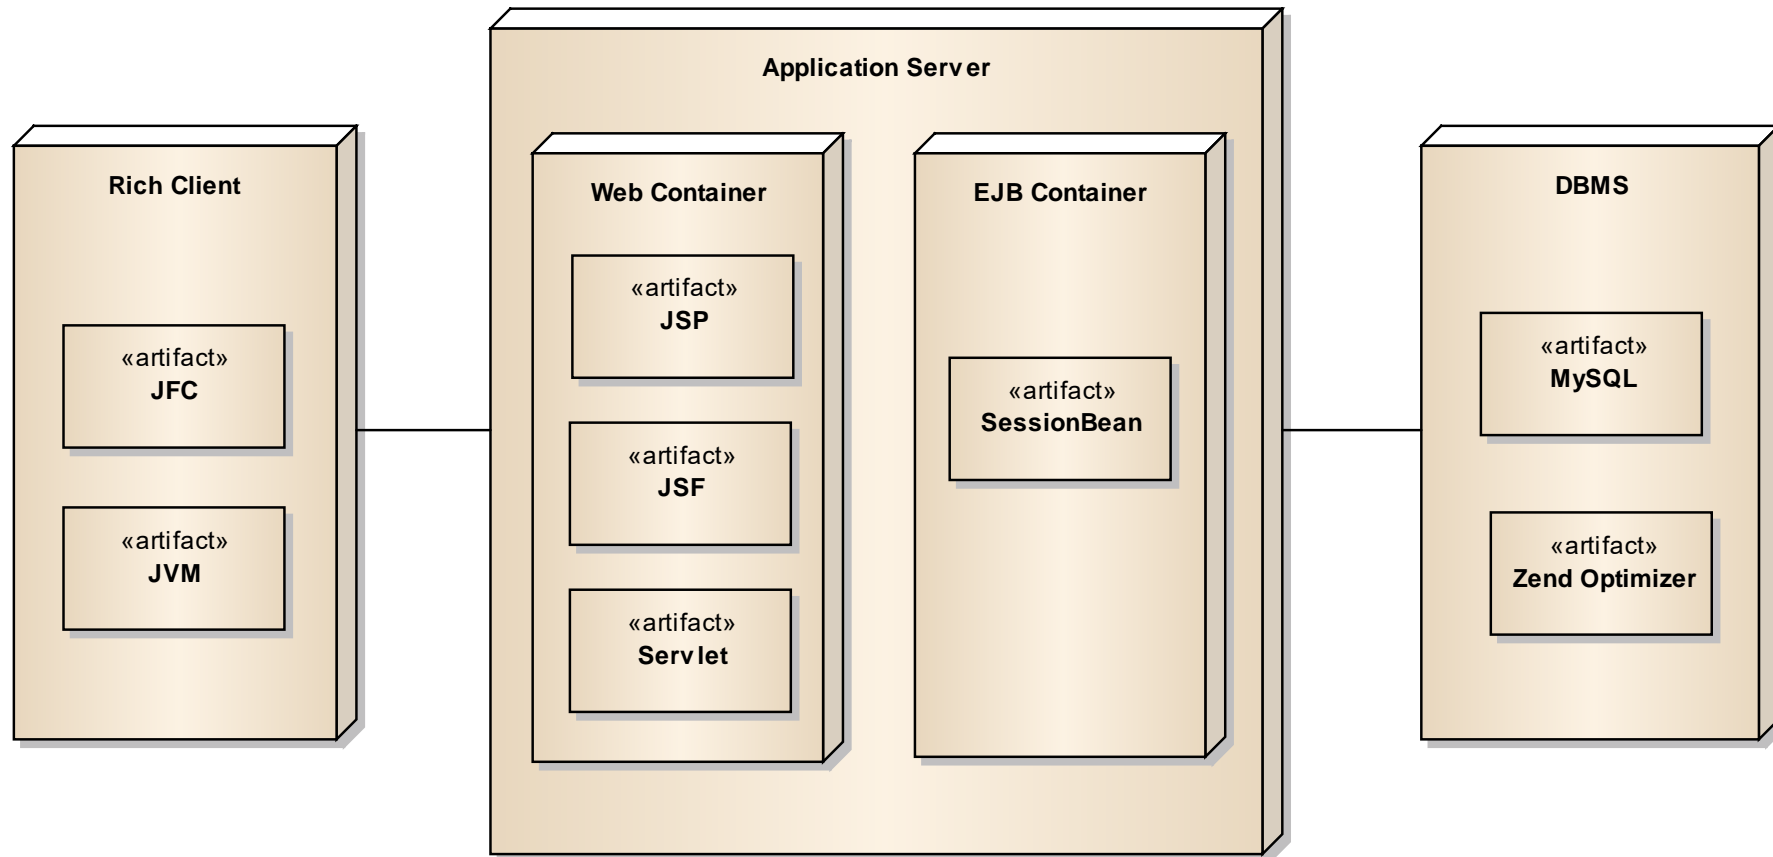 Application Server
Rich Client
«artifact»
JFC
«artifact»
JVM
Web Container
«artifact»
JSP
«artifact»
JSF
«artifact»
Servlet
EJB Container
«artifact»
SessionBean
DBMS
«artifact»
MySQL
«artifact»
Zend Optimizer